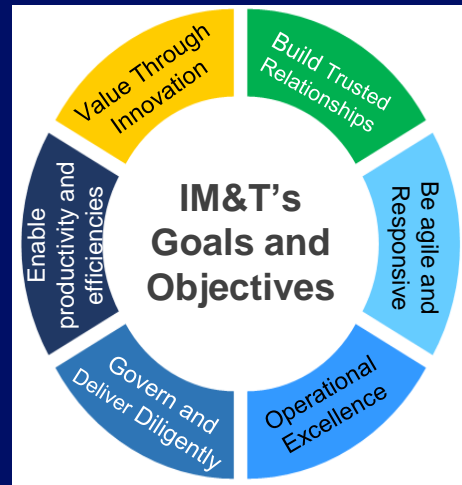 IM&T's
Goals and
Objectives
Build Trusted
Relationships
Be agile and
Responsive
Operational
Excellence
Govern and
Deliver Diligently
Enable
productivity and
efficiencies
Value Through
Innovation